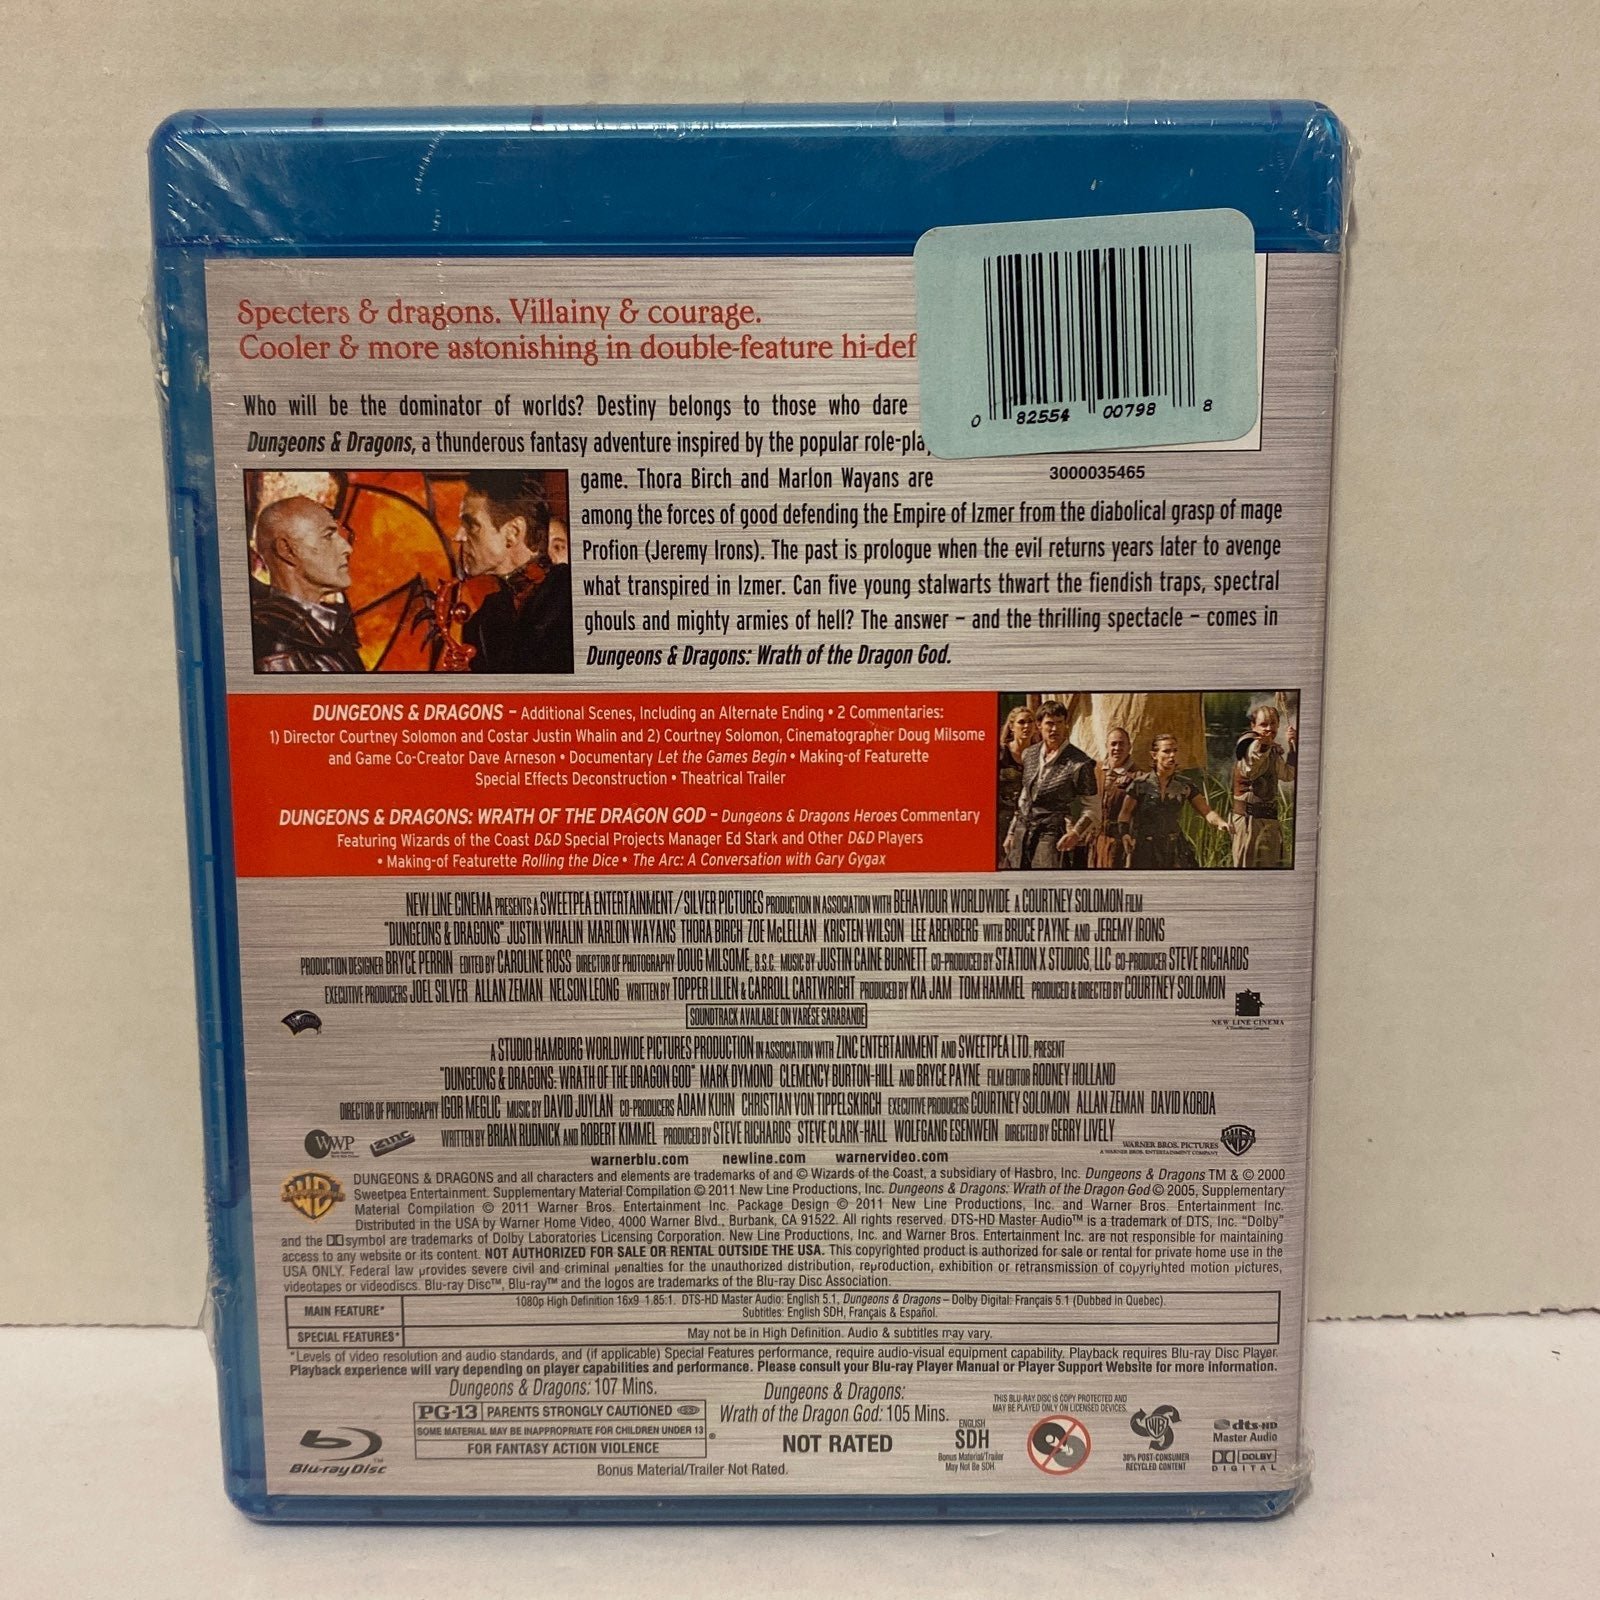 Specters & dragons. Villainy & courage.
Cooler & more astonishing in double-feature hi-def
0 82554 00798 8
3000035465
Who will be the dominator of worlds? Destiny belongs to those who dare
Dungeons & Dragons, a thunderous fantasy adventure inspired by the popular role-pla
game. Thora Birch and Marlon Wayans are
among the forces of good defending the Empire of Izmer from the diabolical grasp of mage
Profion (Jeremy Irons). The past is prologue when the evil returns years later to avenge
what transpired in Izmer. Can five young stalwarts thwart the fiendish traps, spectral
ghouls and mighty armies of hell? The answer – and the thrilling spectacle – comes in
Dungeons & Dragons: Wrath of the Dragon God.
DUNGEONS & DRAGONS – Additional Scenes, Including an Alternate Ending • 2 Commentaries:
1) Director Courtney Solomon and Costar Justin Whalin and 2) Courtney Solomon, Cinematographer Doug Milsome
and Game Co-Creator Dave Arneson • Documentary Let the Games Begin • Making-of Featurette
Special Effects Deconstruction • Theatrical Trailer
DUNGEONS & DRAGONS: WRATH OF THE DRAGON GOD – Dungeons & Dragons Heroes Commentary
Featuring Wizards of the Coast D&D Special Projects Manager Ed Stark and Other D&D Players
• Making-of Featurette Rolling the Dice • The Arc: A Conversation with Gary Gygax
NEW LINE CINEMA PRESENTS A SWEETPEA ENTERTAINMENT/SILVER PICTURES PRODUCTION IN ASSOCIATION WITH BEHAVIOUR WORLDWIDE A COURTNEY SOLOMON FILM
"DUNGEONS & DRAGONS" JUSTIN WHALIN MARLON WAYANS THORA BIRCH ZOE McLELLAN KRISTEN WILSON LEE ARENBERG WITH BRUCE PAYNE AND JEREMY IRONS
PRODUCTION DESIGNER BRYCE PERRIN EDITED BY CAROLINE ROSS DIRECTOR OF PHOTOGRAPHY DOUG MILSOME, B.S.C. MUSIC BY JUSTIN CAINE BURNETT CO-PRODUCED BY STATION X STUDIOS, LLC CO-PRODUCER STEVE RICHARDS
EXECUTIVE PRODUCERS JOEL SILVER ALLAN ZEMAN NELSON LEONG WRITTEN BY TOPPER LILIEN & CARROLL CARTWRIGHT PRODUCED BY KIA JAM TOM HAMMEL PRODUCED & DIRECTED BY COURTNEY SOLOMON
SOUNDTRACK AVAILABLE ON VARÈSE SARABANDE
NEW LINE CINEMA
A STUDIO HAMBURG WORLDWIDE PICTURES PRODUCTION IN ASSOCIATION WITH ZINC ENTERTAINMENT AND SWEETPEA LTD. PRESENT
"DUNGEONS & DRAGONS: WRATH OF THE DRAGON GOD" MARK DYMOND CLEMENCY BURTON-HILL AND BRYCE PAYNE FILM EDITOR RODNEY HOLLAND
DIRECTOR OF PHOTOGRAPHY IGOR MEGLIC MUSIC BY DAVID JUYLAN CO-PRODUCERS ADAM KUHN CHRISTIAN VON TIPPELSKIRCH EXECUTIVE PRODUCERS COURTNEY SOLOMON ALLAN ZEMAN DAVID KORDA
WWP ZINC WRITTEN BY BRIAN RUDNICK AND ROBERT KIMMEL PRODUCED BY STEVE RICHARDS STEVE CLARK-HALL WOLFGANG ESENWEIN DIRECTED BY GERRY LIVELY
WARNER BROS. PICTURES
A WARNER BROS. ENTERTAINMENT COMPANY
warnerblu.com newline.com warnervideo.com
DUNGEONS & DRAGONS and all characters and elements are trademarks of and © Wizards of the Coast, a subsidiary of Hasbro, Inc. Dungeons & Dragons TM & © 2000
Sweetpea Entertainment. Supplementary Material Compilation © 2011 New Line Productions, Inc. Dungeons & Dragons: Wrath of the Dragon God © 2005, Supplementary
Material Compilation © 2011 Warner Bros. Entertainment Inc. Package Design © 2011 New Line Productions, Inc. and Warner Bros. Entertainment Inc.
Distributed in the USA by Warner Home Video, 4000 Warner Blvd., Burbank, CA 91522. All rights reserved. DTS-HD Master Audio™ is a trademark of DTS, Inc. "Dolby"
and the symbol are trademarks of Dolby Laboratories Licensing Corporation. New Line Productions, Inc. and Warner Bros. Entertainment Inc. are not responsible for maintaining
access to any website or its content. NOT AUTHORIZED FOR SALE OR RENTAL OUTSIDE THE USA. This copyrighted product is authorized for sale or rental for private home use in the
USA ONLY. Federal law provides severe civil and criminal penalties for the unauthorized distribution, reproduction, exhibition or retransmission of copyrighted motion pictures,
videotapes or videodiscs. Blu-ray Disc™, Blu-ray™ and the logos are trademarks of the Blu-ray Disc Association.
MAIN FEATURE* 1080p High Definition 16x9 1.85:1. DTS-HD Master Audio: English 5.1, Dungeons & Dragons – Dolby Digital: Français 5.1 (Dubbed in Quebec).
Subtitles: English SDH, Français & Español.
SPECIAL FEATURES* May not be in High Definition. Audio & subtitles may vary.
*Levels of video resolution and audio standards, and (if applicable) Special Features performance, require audio-visual equipment capability. Playback requires Blu-ray Disc Player.
Playback experience will vary depending on player capabilities and performance. Please consult your Blu-ray Player Manual or Player Support Website for more information.
Dungeons & Dragons: 107 Mins.
PG-13 PARENTS STRONGLY CAUTIONED
SOME MATERIAL MAY BE INAPPROPRIATE FOR CHILDREN UNDER 13
FOR FANTASY ACTION VIOLENCE
Dungeons & Dragons:
Wrath of the Dragon God: 105 Mins.
NOT RATED
Bonus Material/Trailer Not Rated.
Blu-ray Disc
ENGLISH
SDH
Bonus Material/Trailer
May Not Be SDH
THIS BLU-RAY DISC IS COPY PROTECTED AND
MAY BE PLAYED ONLY ON LICENSED DEVICES.
30% POST-CONSUMER
RECYCLED CONTENT
dts-HD
Master Audio
DOLBY
DIGITAL